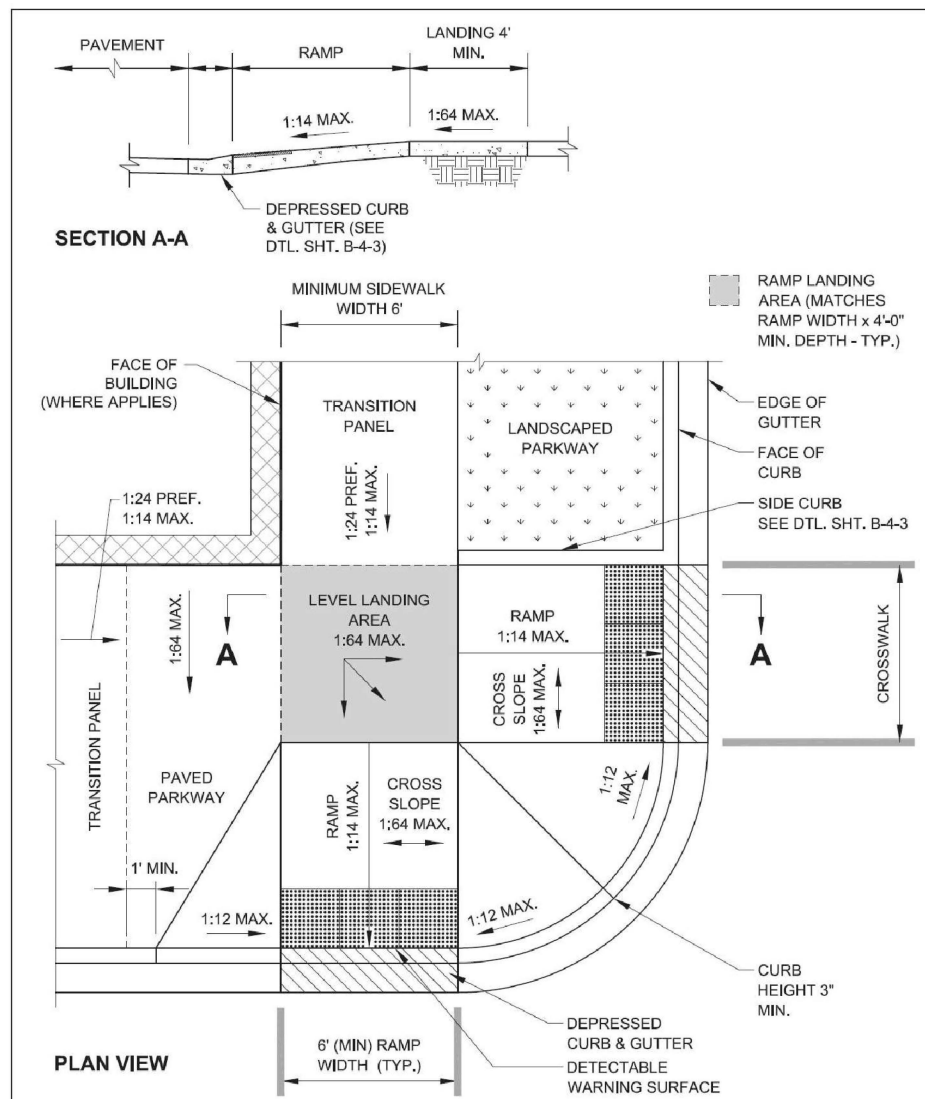 PAVEMENT
RAMP
LANDING 4'
MIN.
1:14 MAX.
1:64 MAX.
DEPRESSED CURB
& GUTTER (SEE
DTL. SHT. B-4-3)
SECTION A-A
MINIMUM SIDEWALK
WIDTH 6'
RAMP LANDING
AREA (MATCHES
RAMP WIDTH x 4'-0"
MIN. DEPTH - TYP.)
FACE OF
BUILDING
(WHERE APPLIES)
TRANSITION
PANEL
LANDSCAPED
PARKWAY
EDGE OF
GUTTER
FACE OF
CURB
1:24 PREF.
1:14 MAX.
1:24 PREF.
1:14 MAX.
SIDE CURB
SEE DTL. SHT. B-4-3
LEVEL LANDING
AREA
1:64 MAX.
RAMP
1:14 MAX.
1:64 MAX.
A
A
CROSS
SLOPE
1:64 MAX.
CROSSWALK
TRANSITION PANEL
PAVED
PARKWAY
RAMP
1:14 MAX.
CROSS
SLOPE
1:64 MAX.
1:12
MAX.
1' MIN.
1:12 MAX.
1:12 MAX.
CURB
HEIGHT 3"
MIN.
DEPRESSED
CURB & GUTTER
DETECTABLE
WARNING SURFACE
6' (MIN) RAMP
WIDTH (TYP.)
PLAN VIEW